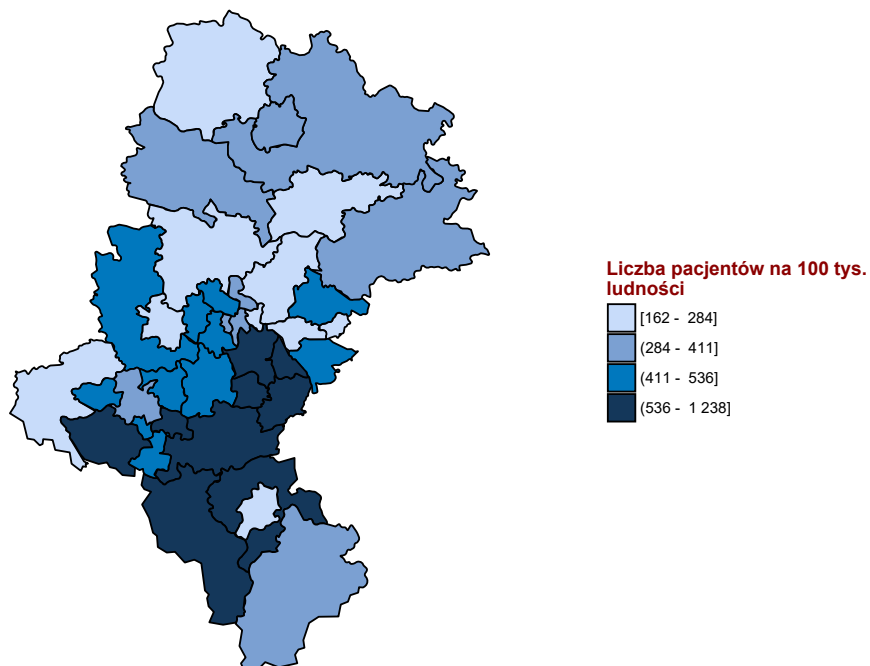 Liczba pacjentów na 100 tys.
ludności
[162 - 284]
(284 - 411]
(411 - 536]
(536 - 1 238]